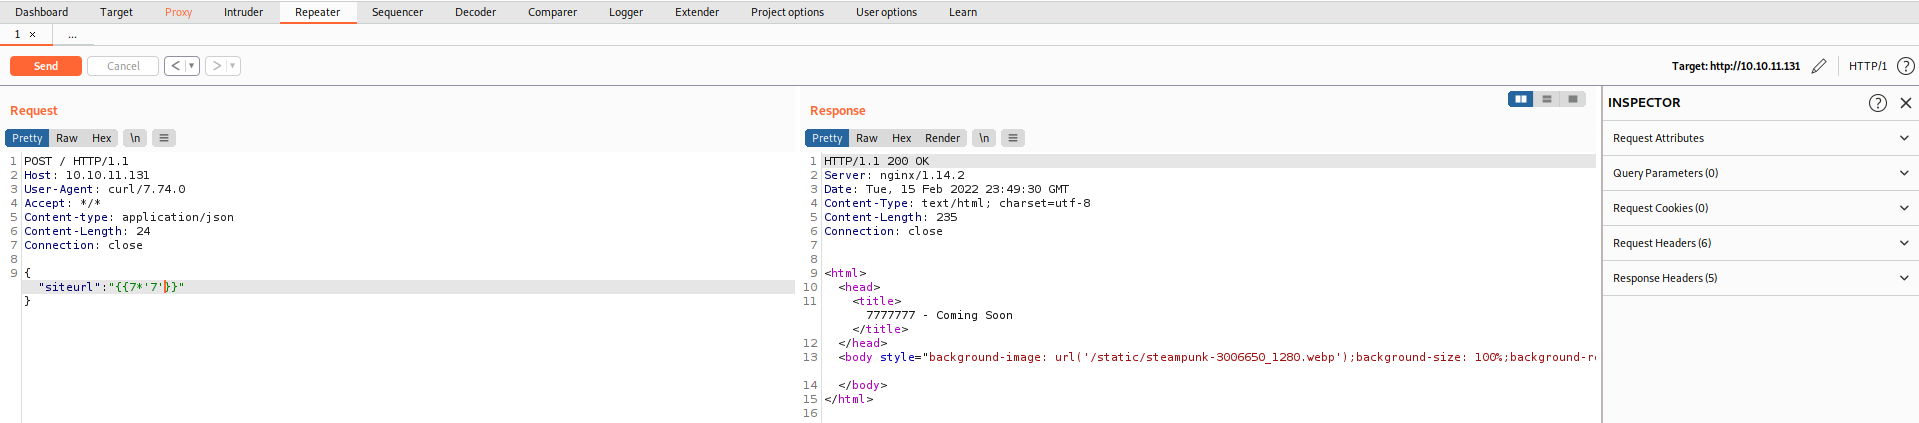 Dashboard Target Proxy Intruder Repeater Sequencer Decoder Comparer Logger Extender Project options User options Learn
1 × ...
Send Cancel < ▾ > ▾ Target: http://10.10.11.131 HTTP/1 ?
Request
Pretty Raw Hex \n ≡
1 POST / HTTP/1.1
2 Host: 10.10.11.131
3 User-Agent: curl/7.74.0
4 Accept: */*
5 Content-type: application/json
6 Content-Length: 24
7 Connection: close
8
9 {
"siteurl":"{{7*'7'}}"
}
Response
Pretty Raw Hex Render \n ≡
1 HTTP/1.1 200 OK
2 Server: nginx/1.14.2
3 Date: Tue, 15 Feb 2022 23:49:30 GMT
4 Content-Type: text/html; charset=utf-8
5 Content-Length: 235
6 Connection: close
7
8
9 <html>
10 <head>
11 <title>
7777777 - Coming Soon
</title>
12 </head>
13 <body style="background-image: url('/static/steampunk-3006650_1280.webp');background-size: 100%;background-r
14 </body>
15 </html>
16
INSPECTOR ? ×
Request Attributes
Query Parameters (0)
Request Cookies (0)
Request Headers (6)
Response Headers (5)